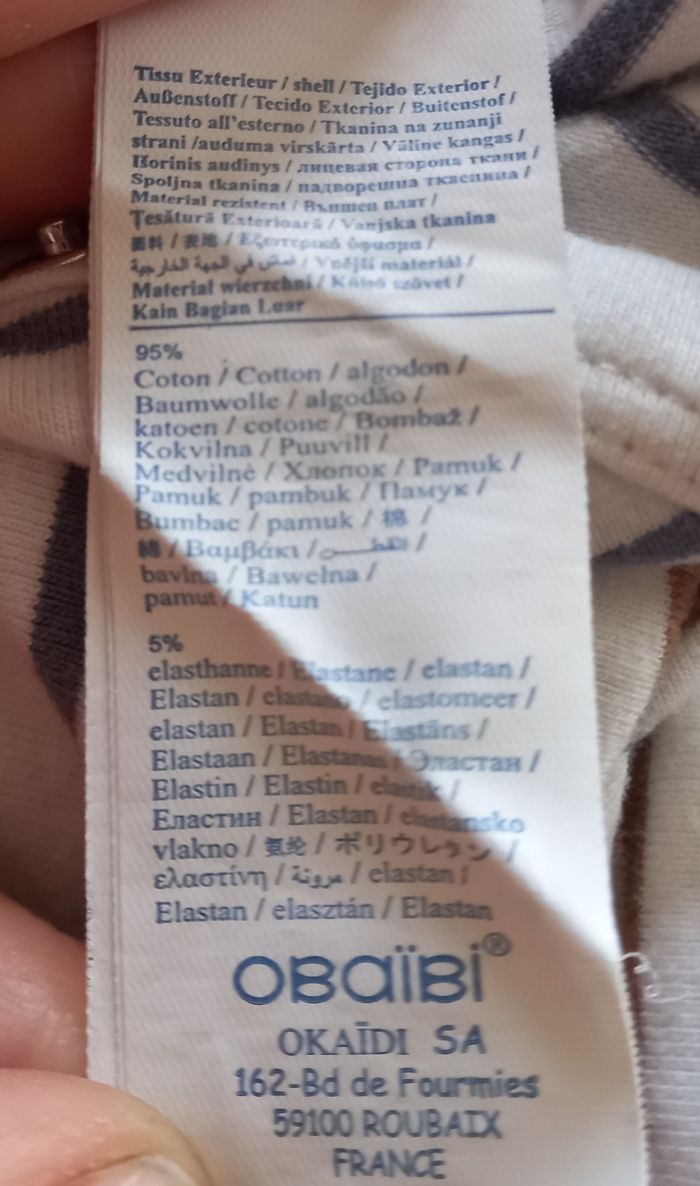 Tissu Exterieur / shell / Tejido Exterior /
Außenstoff / Tecido Exterior / Buitenstof /
Tessuto all'esterno / Tkanina na zunanji
strani /auduma virskārta / Väline kangas /
Išorinis audinys / лицевая сторона ткани /
Spoljna tkanina / надворешна ткаенина /
Material rezistent / Външен плат /
Țesătură Exterioară / Vanjska tkanina
面料 / 表地 / Εξωτερικό ύφασμα /
قماش في الجهة الخارجية / Vnější materiál /
Material wierzchni / Külső szövet /
Kain Bagian Luar
95%
Coton / Cotton / algodon /
Baumwolle / algodão /
katoen / cotone / Bombaž /
Kokvilna / Puuvill /
Medvilnė / Хлопок / Pamuk /
Pamuk / pambuk / Памук /
Bumbac / pamuk / 棉 /
綿 / Βαμβάκι / /
bavlna / Bawełna /
pamut / Katun
5%
elasthanne / Elastane / elastan /
Elastan / elastano / elastomeer /
elastan / Elastan / Elastāns /
Elastaan / Elastanas / Эластан /
Elastin / Elastin / elastik /
Еластин / Elastan / elastansko
vlakno / 氨纶 / ポリウレタン /
ελαστίνη / مرونة / elastan /
Elastan / elasztán / Elastan
OBAÏBI®
OKAÏDI SA
162-Bd de Fourmies
59100 ROUBAIX
FRANCE